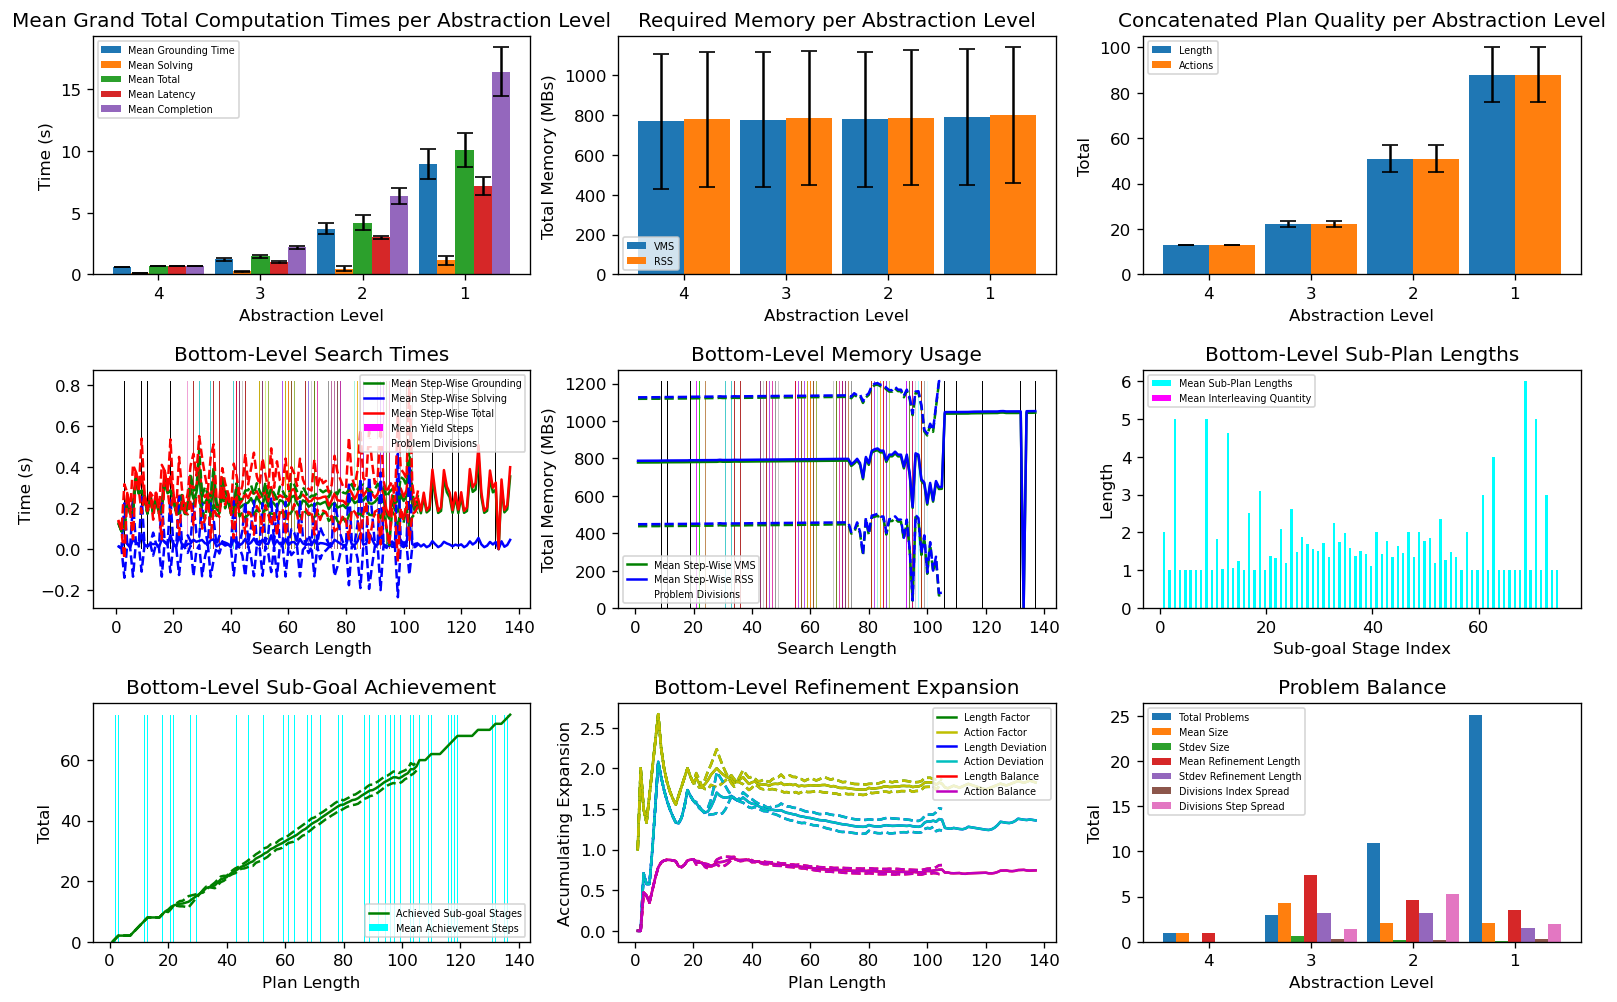 Mean Grand Total Computation Times per Abstraction Level
Mean Grounding Time
Mean Solving
Mean Total
Mean Latency
Mean Completion
Time (s)
0
5
10
15
4
3
2
1
Abstraction Level
Required Memory per Abstraction Level
VMS
RSS
Total Memory (MBs)
0
200
400
600
800
1000
4
3
2
1
Abstraction Level
Concatenated Plan Quality per Abstraction Level
Length
Actions
Total
0
20
40
60
80
100
4
3
2
1
Abstraction Level
Bottom-Level Search Times
Mean Step-Wise Grounding
Mean Step-Wise Solving
Mean Step-Wise Total
Mean Yield Steps
Problem Divisions
Time (s)
−0.2
0.0
0.2
0.4
0.6
0.8
0
20
40
60
80
100
120
140
Search Length
Bottom-Level Memory Usage
Mean Step-Wise VMS
Mean Step-Wise RSS
Problem Divisions
Total Memory (MBs)
0
200
400
600
800
1000
1200
0
20
40
60
80
100
120
140
Search Length
Bottom-Level Sub-Plan Lengths
Mean Sub-Plan Lengths
Mean Interleaving Quantity
Length
0
1
2
3
4
5
6
0
20
40
60
Sub-goal Stage Index
Bottom-Level Sub-Goal Achievement
Achieved Sub-goal Stages
Mean Achievement Steps
Total
0
20
40
60
0
20
40
60
80
100
120
140
Plan Length
Bottom-Level Refinement Expansion
Length Factor
Action Factor
Length Deviation
Action Deviation
Length Balance
Action Balance
Accumulating Expansion
0.0
0.5
1.0
1.5
2.0
2.5
0
20
40
60
80
100
120
140
Plan Length
Problem Balance
Total Problems
Mean Size
Stdev Size
Mean Refinement Length
Stdev Refinement Length
Divisions Index Spread
Divisions Step Spread
Total
0
5
10
15
20
25
4
3
2
1
Abstraction Level